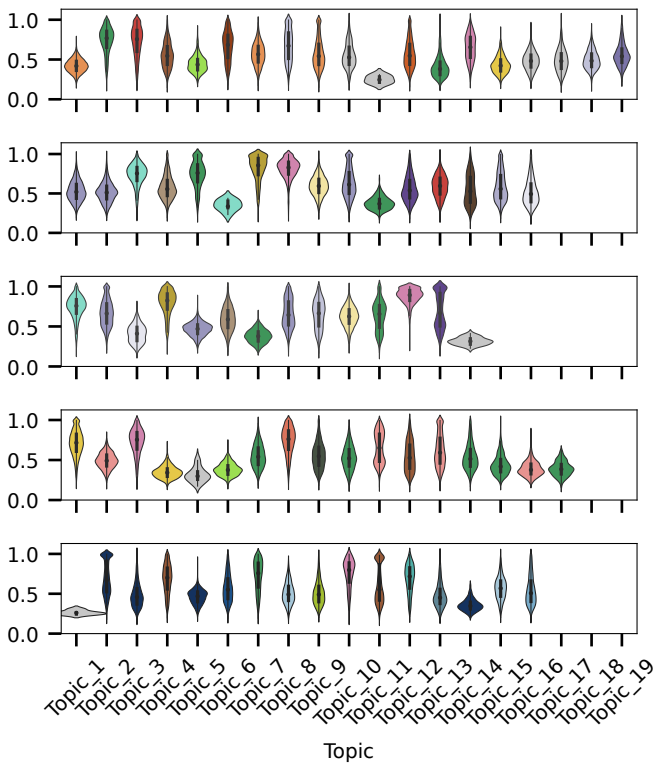 1.0
0.5
0.0
1.0
0.5
0.0
1.0
0.5
0.0
1.0
0.5
0.0
1.0
0.5
0.0
Topic_1
Topic_2
Topic_3
Topic_4
Topic_5
Topic_6
Topic_7
Topic_8
Topic_9
Topic_10
Topic_11
Topic_12
Topic_13
Topic_14
Topic_15
Topic_16
Topic_17
Topic_18
Topic_19
Topic